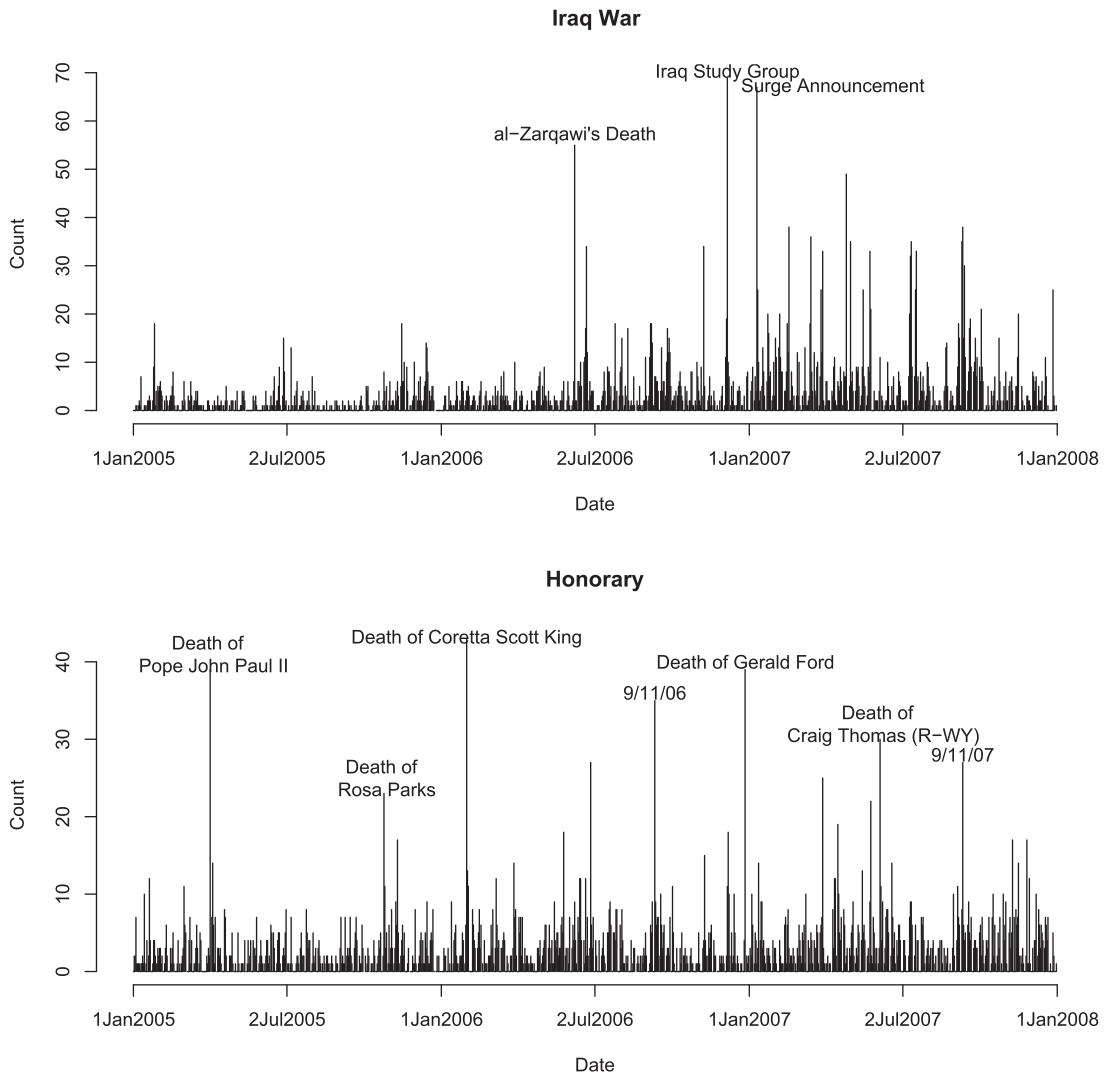 Iraq War
70
60
50
40
30
20
10
0
Count
Iraq Study Group
Surge Announcement
al−Zarqawi's Death
1Jan2005
2Jul2005
1Jan2006
2Jul2006
1Jan2007
2Jul2007
1Jan2008
Date
Honorary
40
30
20
10
0
Count
Death of
Pope John Paul II
Death of
Rosa Parks
Death of Coretta Scott King
9/11/06
Death of Gerald Ford
Death of
Craig Thomas (R−WY)
9/11/07
1Jan2005
2Jul2005
1Jan2006
2Jul2006
1Jan2007
2Jul2007
1Jan2008
Date